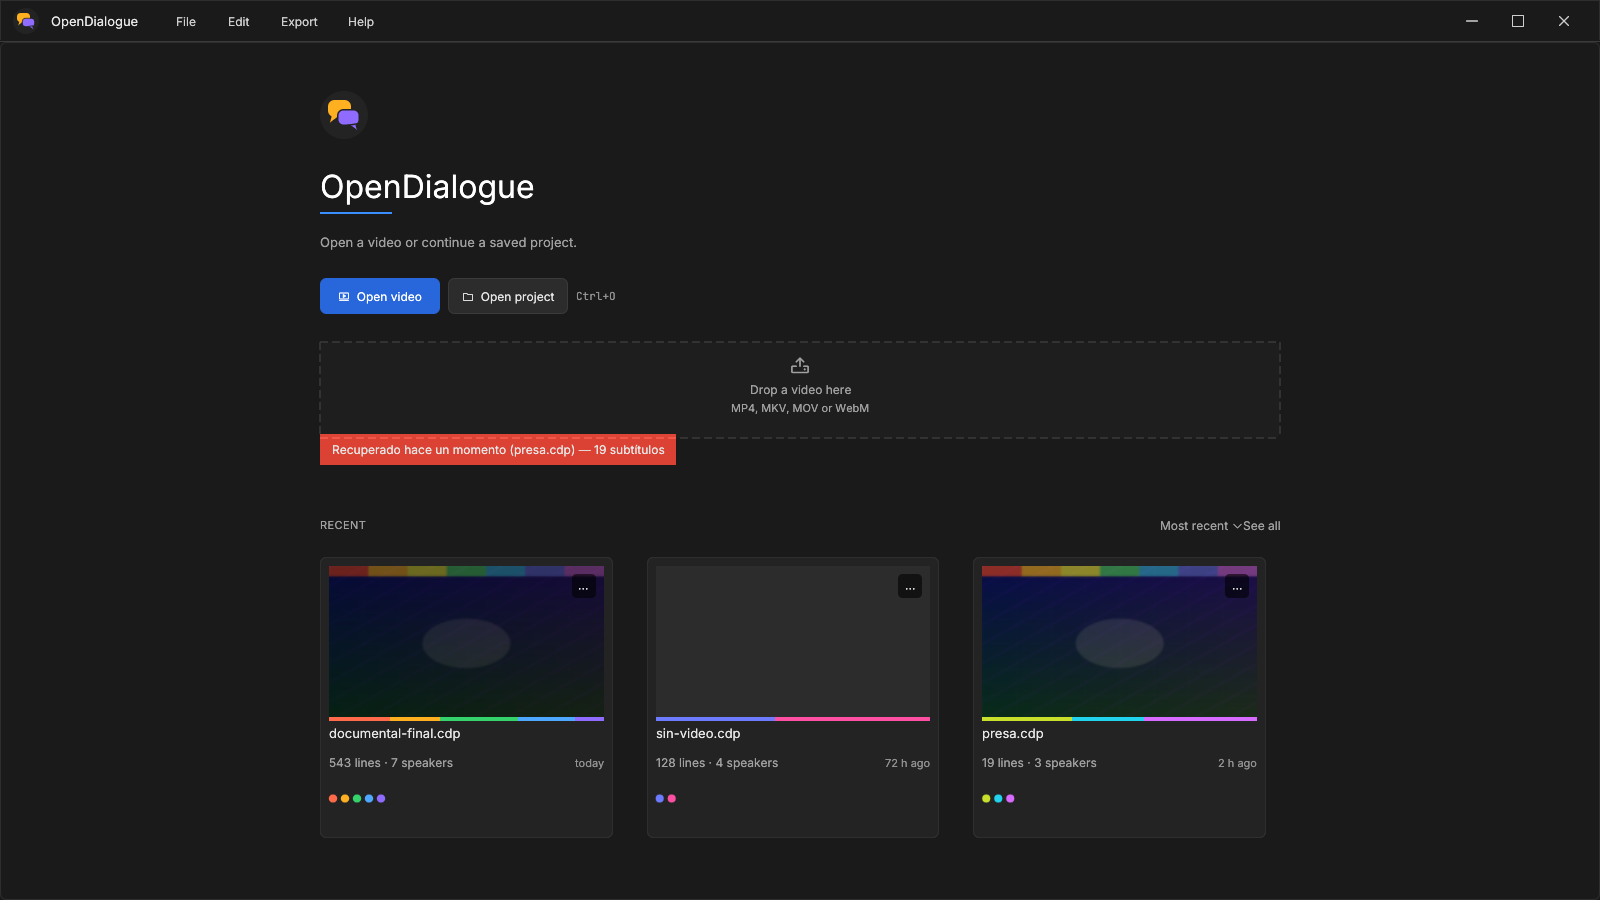 OpenDialogue File Edit Export Help
OpenDialogue
Open a video or continue a saved project.
Open video Open project Ctrl+O
Drop a video here
MP4, MKV, MOV or WebM
Recuperado hace un momento (presa.cdp) — 19 subtítulos
RECENT Most recent See all
...
documental-final.cdp
543 lines · 7 speakers today
...
sin-video.cdp
128 lines · 4 speakers 72 h ago
...
presa.cdp
19 lines · 3 speakers 2 h ago